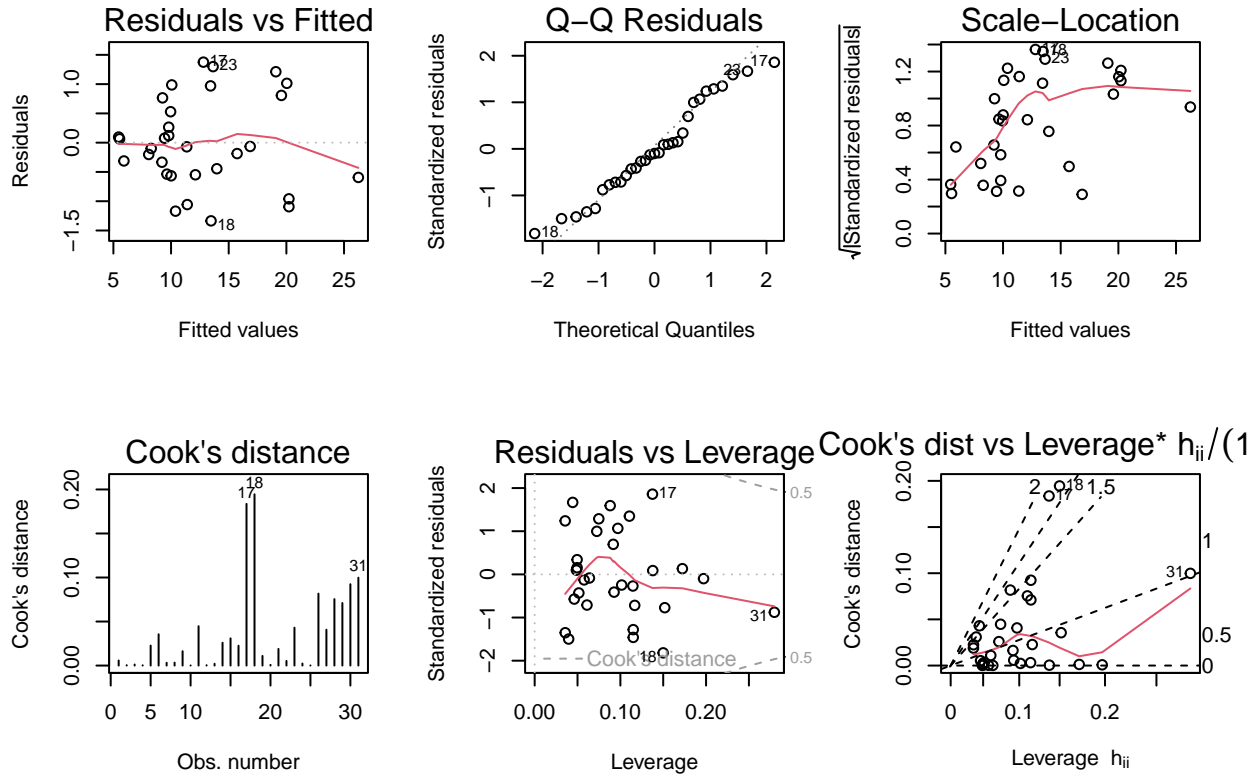 Residuals vs Fitted
Residuals
1.0
0.0
−1.5
17
23
18
5 10 15 20 25
Fitted values
Q−Q Residuals
Standardized residuals
2
1
0
−1
23
17
18
−2 −1 0 1 2
Theoretical Quantiles
Scale−Location
√|Standardized residuals|
1.2
0.8
0.4
0.0
17
18
23
5 10 15 20 25
Fitted values
Cook's distance
Cook's distance
0.20
0.10
0.00
18
17
31
0 5 10 20 30
Obs. number
Residuals vs Leverage
Standardized residuals
2
1
0
−1
−2
17
0.5
31
18
Cook's distance
0.5
0.00 0.10 0.20
Leverage
Cook's dist vs Leverage* hii/(1
Cook's distance
0.20
0.10
0.00
2
18
17
1.5
1
31
0.5
0
0 0.1 0.2
Leverage hii